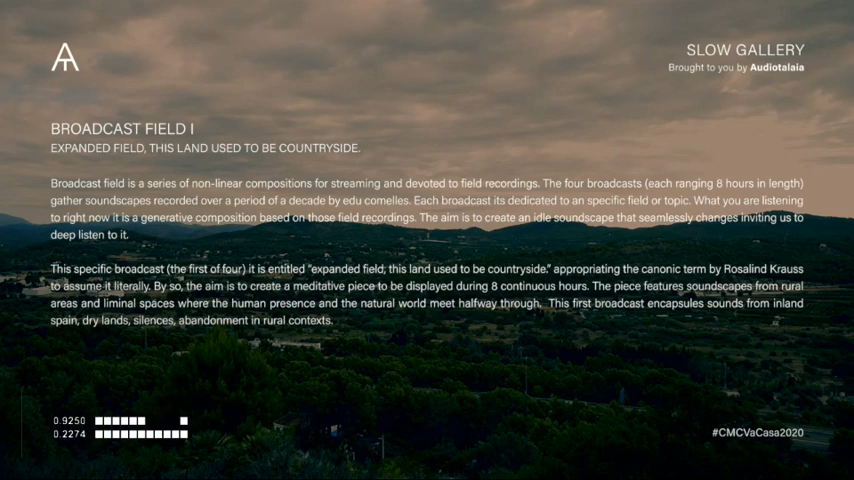 AT
SLOW GALLERY
Brought to you by Audiotalaia
BROADCAST FIELD I
EXPANDED FIELD, THIS LAND USED TO BE COUNTRYSIDE.
Broadcast field is a series of non-linear compositions for streaming and devoted to field recordings. The four broadcasts (each ranging 8 hours in length)
gather soundscapes recorded over a period of a decade by edu comelles. Each broadcast its dedicated to an specific field or topic. What you are listening
to right now it is a generative composition based on those field recordings. The aim is to create an idle soundscape that seamlessly changes inviting us to
deep listen to it.
This specific broadcast (the first of four) it is entitled "expanded field; this land used to be countryside." appropriating the canonic term by Rosalind Krauss
to assume it literally. By so, the aim is to create a meditative piece to be displayed during 8 continuous hours. The piece features soundscapes from rural
areas and liminal spaces where the human presence and the natural world meet halfway through. This first broadcast encapsules sounds from inland
spain, dry lands, silences, abandonment in rural contexts.
0.9250
0.2274
#CMCVaCasa2020